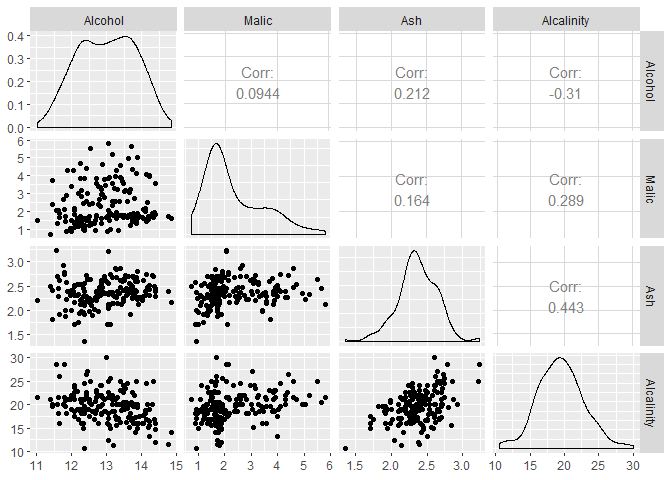 Alcohol Malic Ash Alcalinity
0.4
0.3
0.2
0.1
0.0
Corr:
0.0944
Corr:
0.212
Corr:
-0.31
Alcohol
6
5
4
3
2
1
Corr:
0.164
Corr:
0.289
Malic
3.0
2.5
2.0
1.5
Corr:
0.443
Ash
30
25
20
15
10
Alcalinity
11 12 13 14 15 1 2 3 4 5 6 1.5 2.0 2.5 3.0 10 15 20 25 30